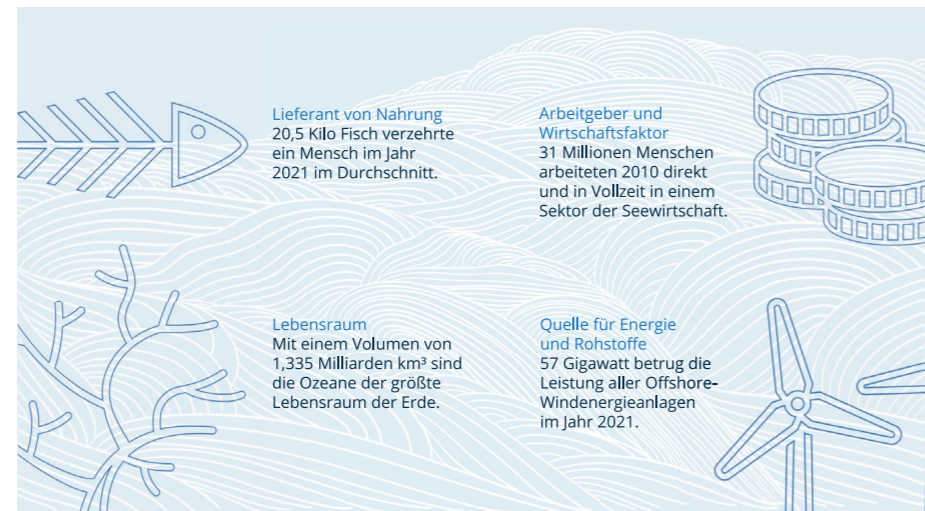 Lieferant von Nahrung
20,5 Kilo Fisch verzehrte
ein Mensch im Jahr
2021 im Durchschnitt.
Arbeitgeber und
Wirtschaftsfaktor
31 Millionen Menschen
arbeiteten 2010 direkt
und in Vollzeit in einem
Sektor der Seewirtschaft.
Lebensraum
Mit einem Volumen von
1,335 Milliarden km³ sind
die Ozeane der größte
Lebensraum der Erde.
Quelle für Energie
und Rohstoffe
57 Gigawatt betrug die
Leistung aller Offshore-
Windenergieanlagen
im Jahr 2021.